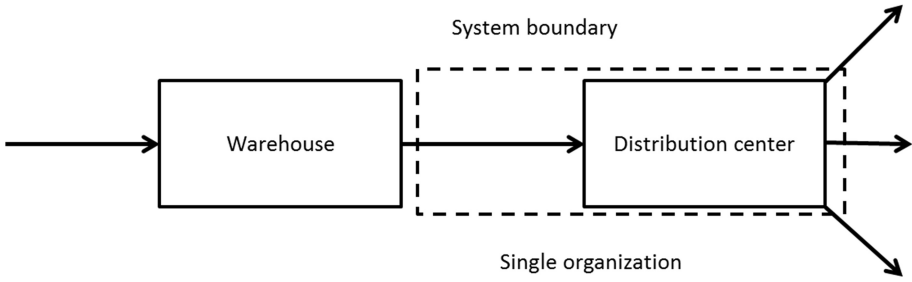 System boundary
Warehouse
Distribution center
Single organization